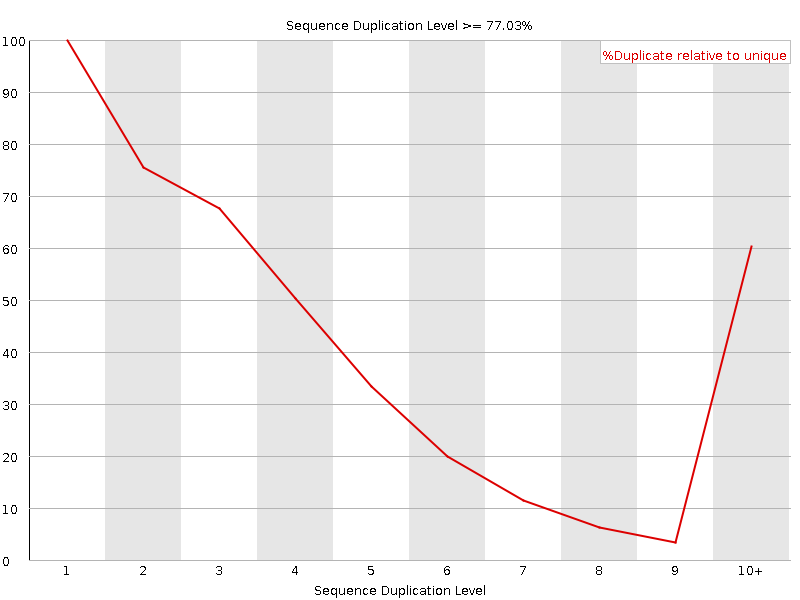 Sequence Duplication Level >= 77.03%
%Duplicate relative to unique
100
90
80
70
60
50
40
30
20
10
0
1 2 3 4 5 6 7 8 9 10+
Sequence Duplication Level